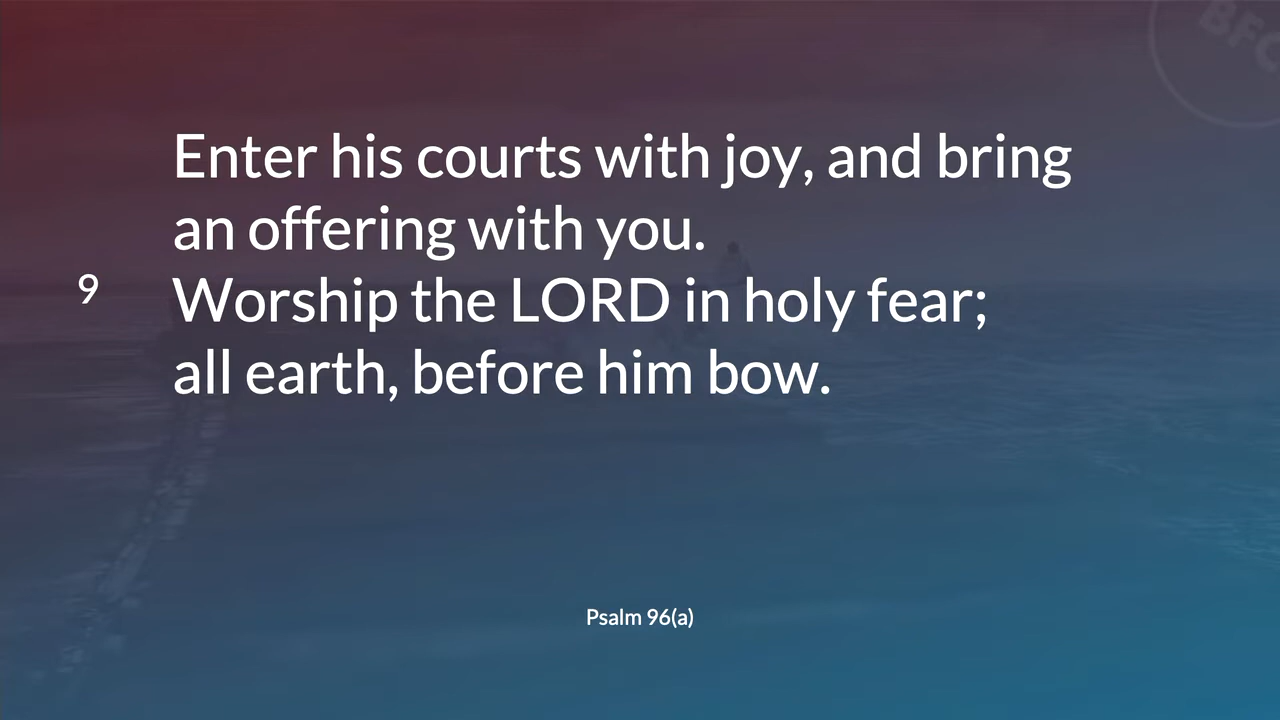 BFC
Enter his courts with joy, and bring
an offering with you.
9 Worship the LORD in holy fear;
all earth, before him bow.
Psalm 96(a)